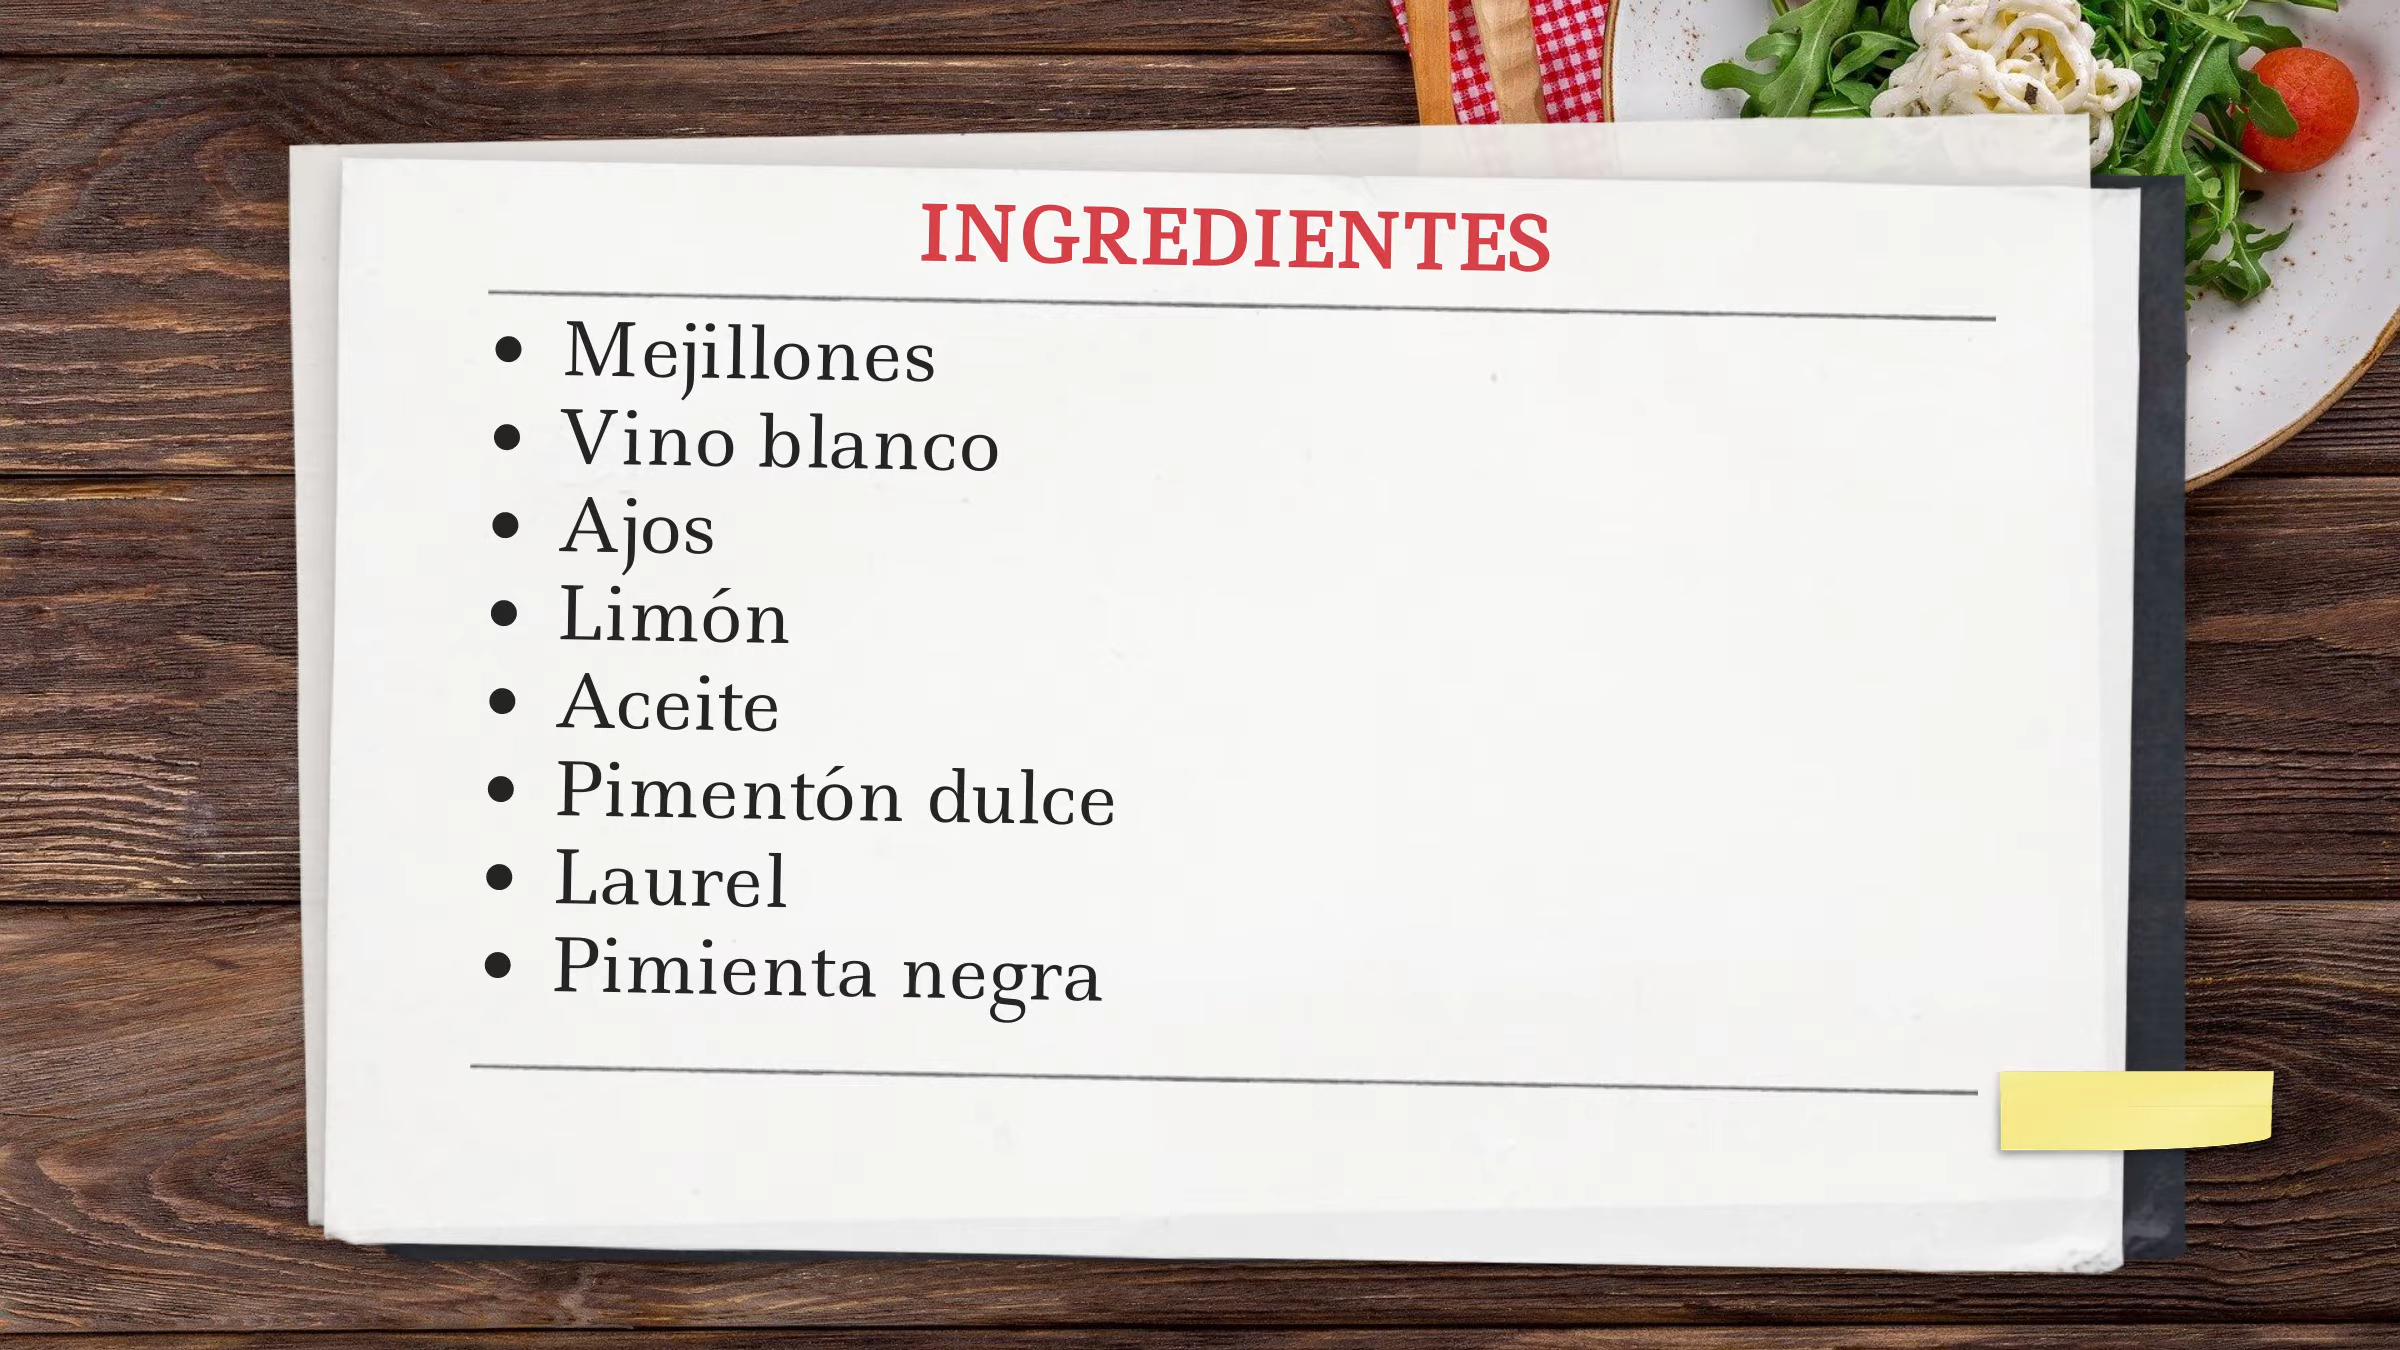 INGREDIENTES
• Mejillones
• Vino blanco
• Ajos
• Limón
• Aceite
• Pimentón dulce
• Laurel
• Pimienta negra